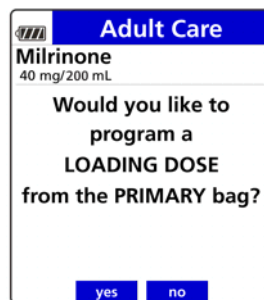 Adult Care
Milrinone
40 mg/200 mL
Would you like to
program a
LOADING DOSE
from the PRIMARY bag?
yes no